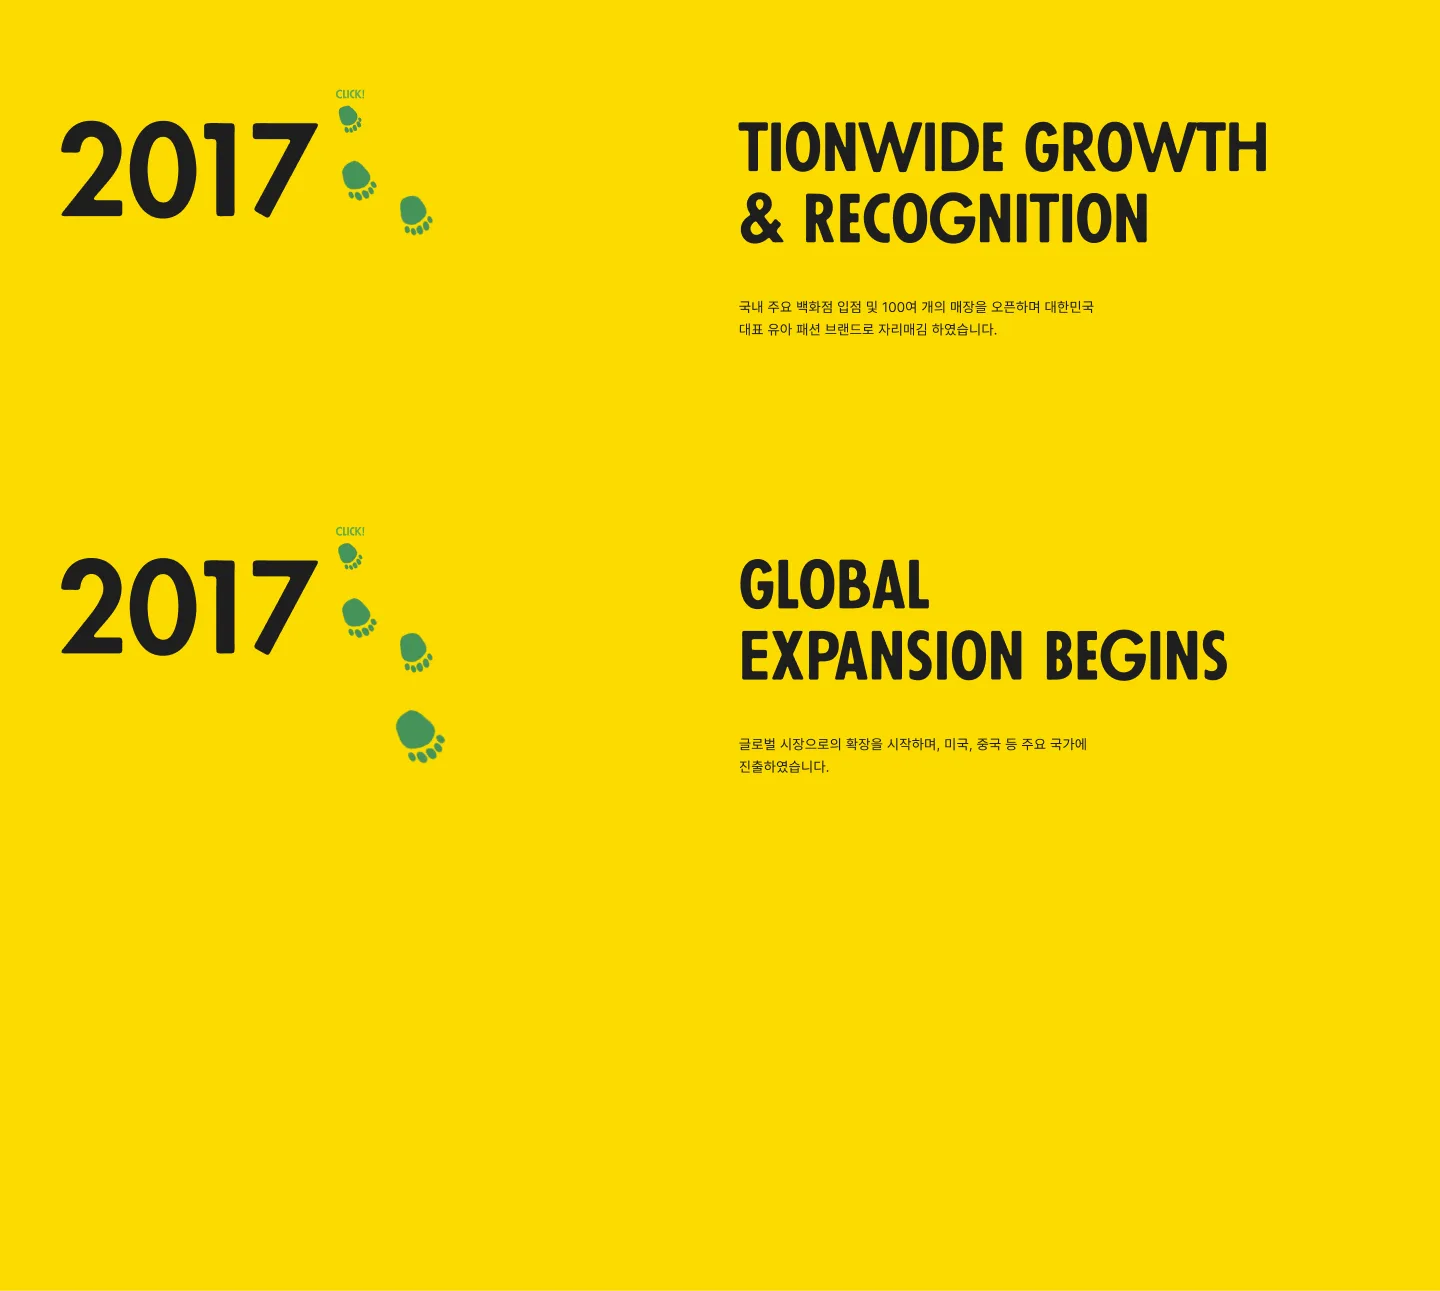 CLICK!
2017
TIONWIDE GROWTH
& RECOGNITION
국내 주요 백화점 입점 및 100여 개의 매장을 오픈하며 대한민국
대표 유아 패션 브랜드로 자리매김 하였습니다.
CLICK!
2017
GLOBAL
EXPANSION BEGINS
글로벌 시장으로의 확장을 시작하며, 미국, 중국 등 주요 국가에
진출하였습니다.